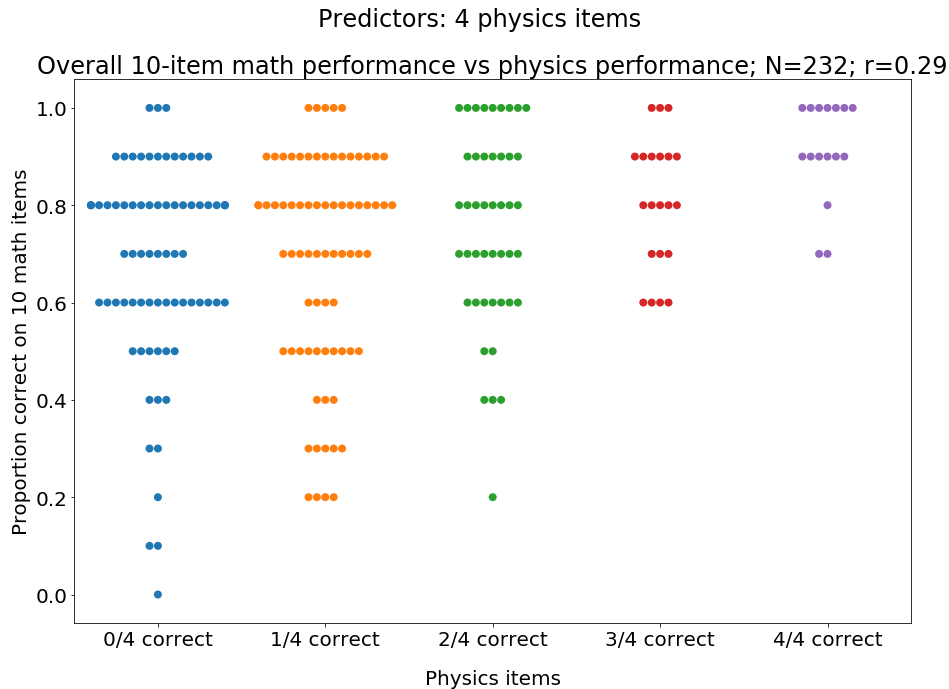 Predictors: 4 physics items
Overall 10-item math performance vs physics performance; N=232; r=0.29
Proportion correct on 10 math items
1.0
0.8
0.6
0.4
0.2
0.0
0/4 correct 1/4 correct 2/4 correct 3/4 correct 4/4 correct
Physics items